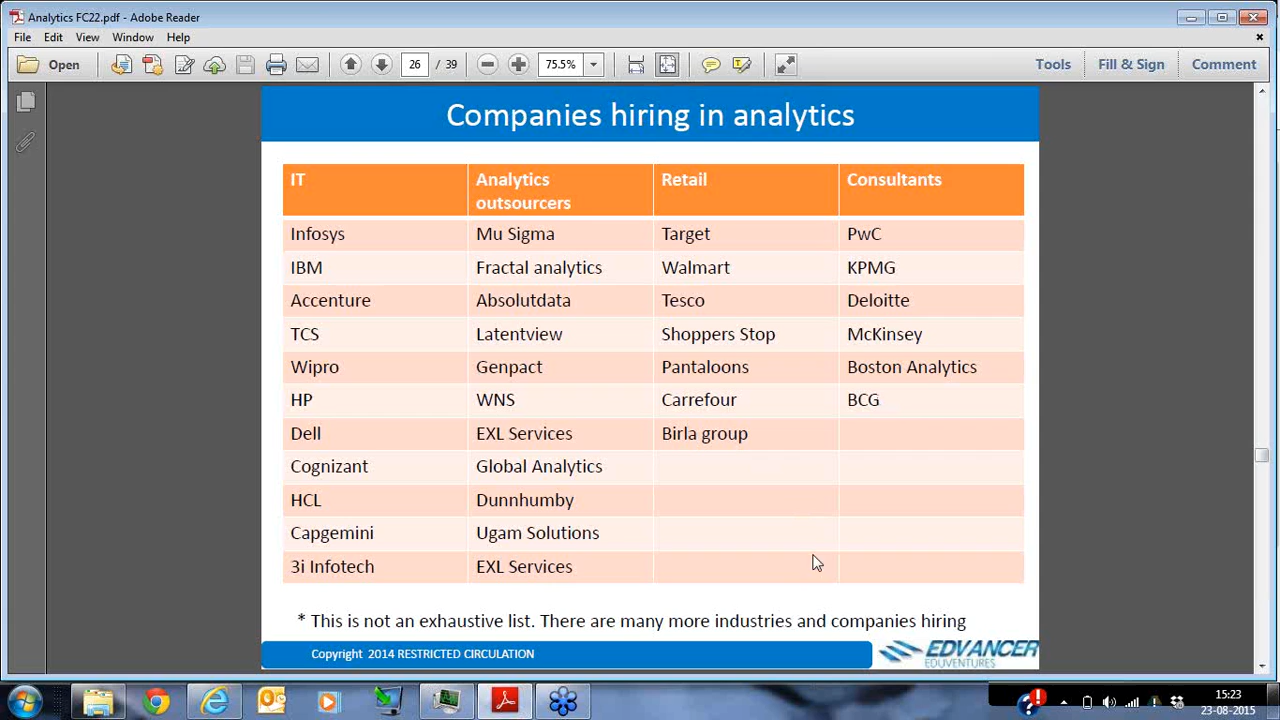 Analytics FC22.pdf - Adobe Reader
File Edit View Window Help
Open 26 / 39 75.5% Tools Fill & Sign Comment
Companies hiring in analytics
IT Analytics outsourcers Retail Consultants
Infosys Mu Sigma Target PwC
IBM Fractal analytics Walmart KPMG
Accenture Absolutdata Tesco Deloitte
TCS Latentview Shoppers Stop McKinsey
Wipro Genpact Pantaloons Boston Analytics
HP WNS Carrefour BCG
Dell EXL Services Birla group
Cognizant Global Analytics
HCL Dunnhumby
Capgemini Ugam Solutions
3i Infotech EXL Services
* This is not an exhaustive list. There are many more industries and companies hiring
Copyright 2014 RESTRICTED CIRCULATION
EDVANCER
EDUVENTURES
15:23
23-08-2015